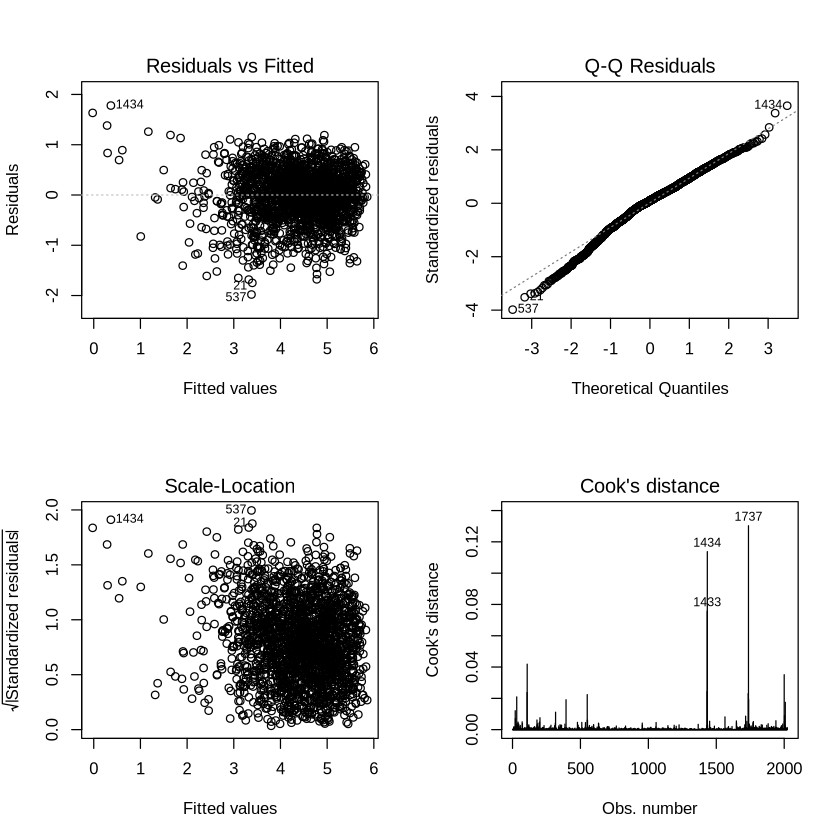 Residuals vs Fitted
Residuals
2
1
0
-1
-2
1434
21
537
0 1 2 3 4 5 6
Fitted values
Q-Q Residuals
Standardized residuals
4
2
0
-2
-4
1434
21
537
-3 -2 -1 0 1 2 3
Theoretical Quantiles
Scale-Location
√|Standardized residuals|
2.0
1.5
1.0
0.5
0.0
537
1434
21
0 1 2 3 4 5 6
Fitted values
Cook's distance
Cook's distance
0.12
0.08
0.04
0.00
1737
1434
1433
0 500 1000 1500 2000
Obs. number